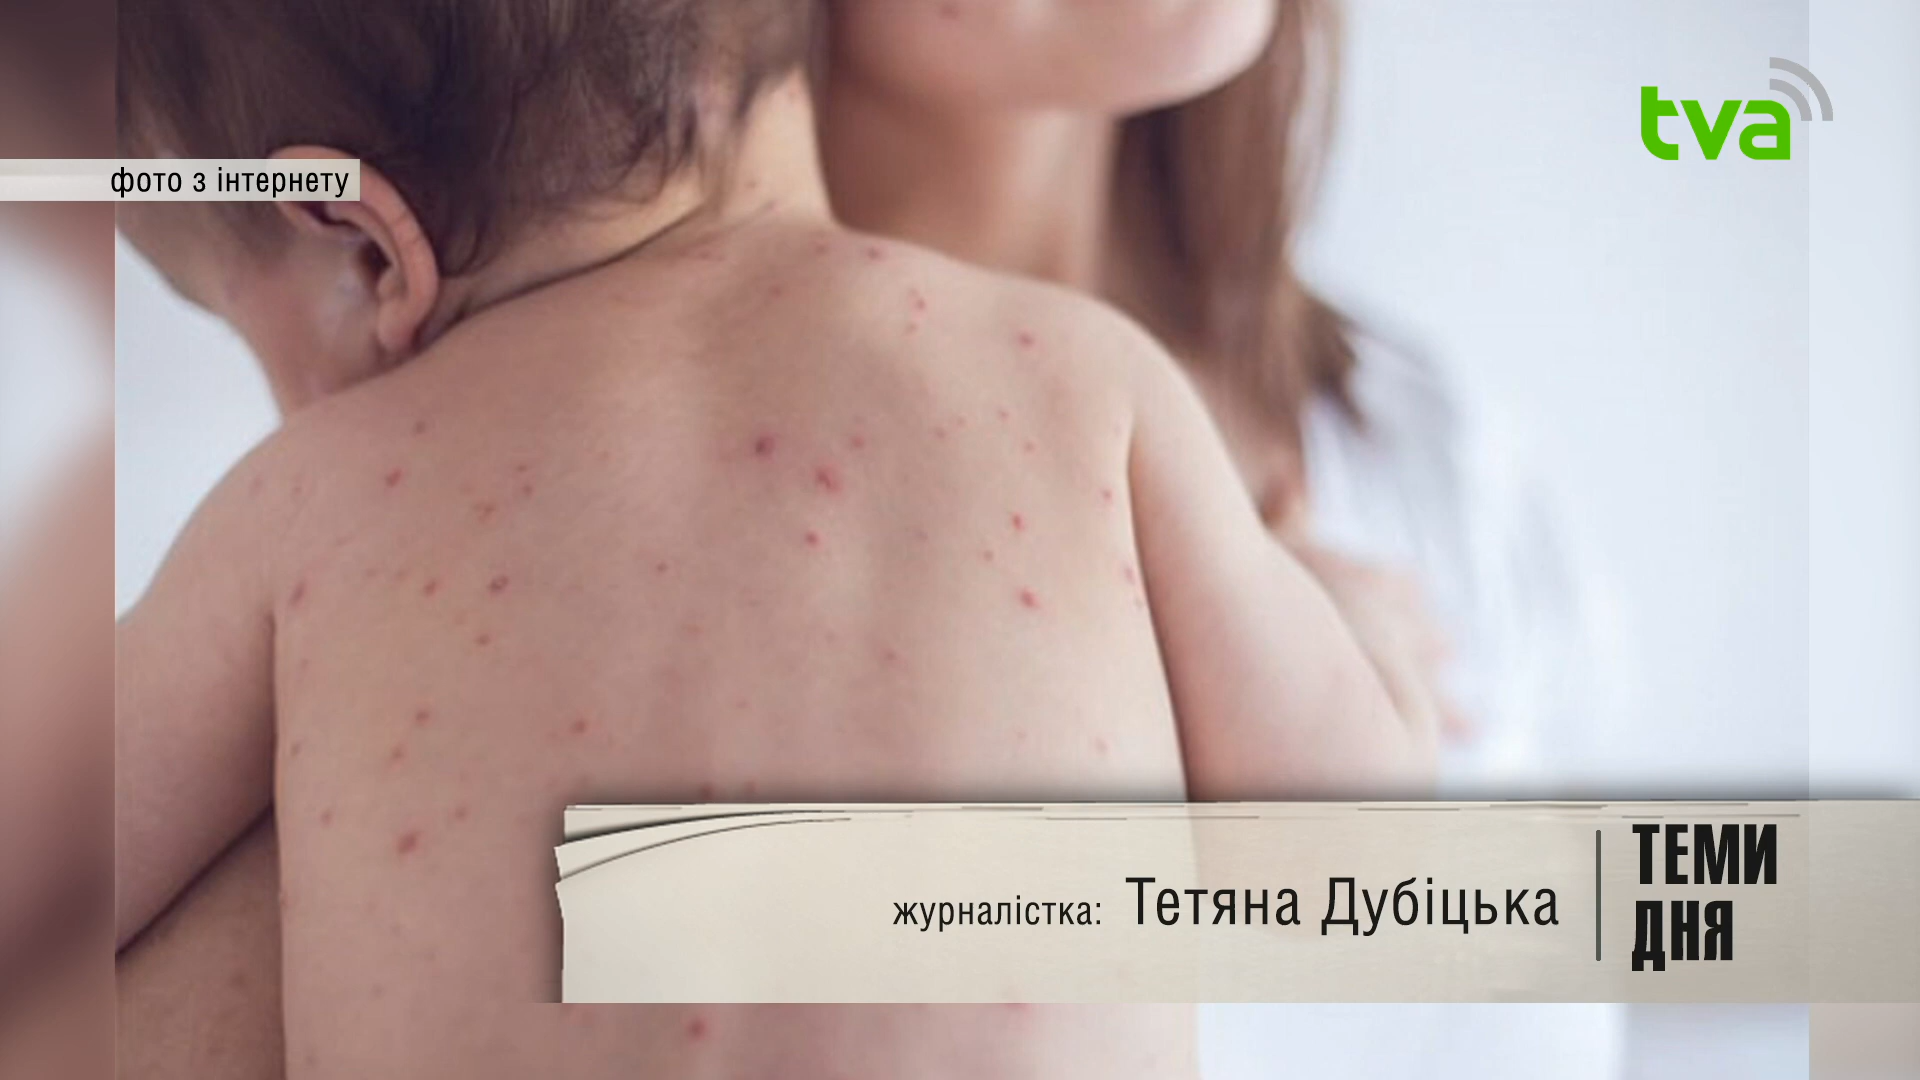 tva
фото з інтернету
журналістка: Тетяна Дубіцька
ТЕМИ
ДНЯ